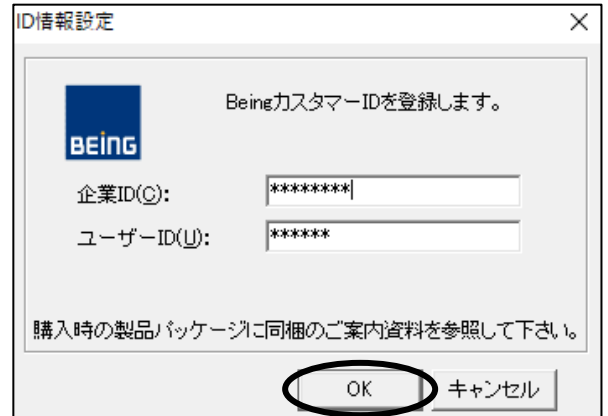 ID情報設定
BeingカスタマーIDを登録します。
BEING
企業ID(C):
********
ユーザーID(U):
******
購入時の製品パッケージに同梱のご案内資料を参照して下さい。
OK
キャンセル